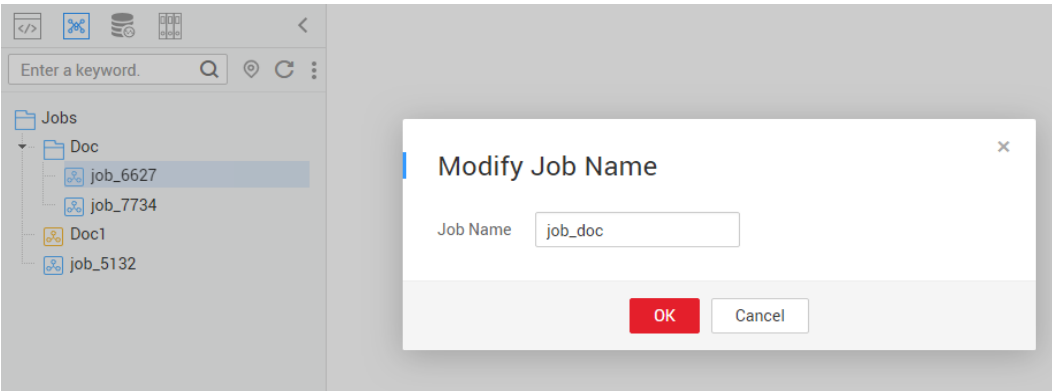 </>
Enter a keyword.
Jobs
Doc
job_6627
job_7734
Doc1
job_5132
Modify Job Name
Job Name
job_doc
OK
Cancel